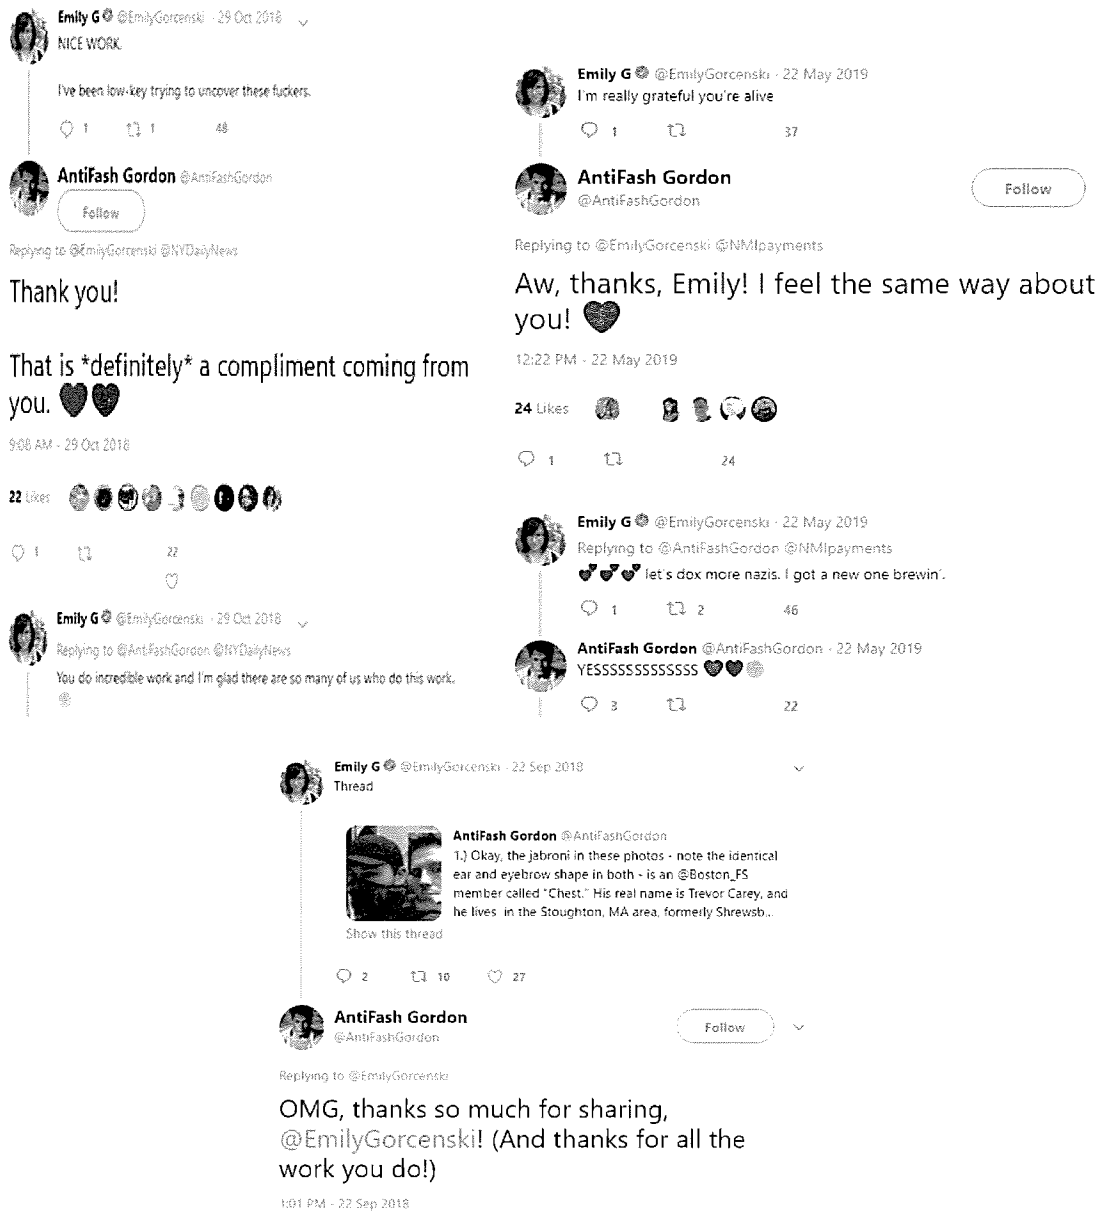 Emily G @EmilyGorcenski · 29 Oct 2018
NICE WORK.
I've been low-key trying to uncover these fuckers.
1 1 48
AntiFash Gordon @AntiFashGordon
Follow
Replying to @EmilyGorcenski @NYDailyNews
Thank you!
That is *definitely* a compliment coming from
you.
9:08 AM - 29 Oct 2018
22 Likes
1 22
Emily G @EmilyGorcenski · 29 Oct 2018
Replying to @AntiFashGordon @NYDailyNews
You do incredible work and I'm glad there are so many of us who do this work.
Emily G @EmilyGorcenski · 22 May 2019
I'm really grateful you're alive
1 37
AntiFash Gordon
@AntiFashGordon
Follow
Replying to @EmilyGorcenski @NMIpayments
Aw, thanks, Emily! I feel the same way about
you!
12:22 PM - 22 May 2019
24 Likes
1 24
Emily G @EmilyGorcenski · 22 May 2019
Replying to @AntiFashGordon @NMIpayments
let's dox more nazis. I got a new one brewin'.
1 2 46
AntiFash Gordon @AntiFashGordon · 22 May 2019
YESSSSSSSSSSSSS
3 22
Emily G @EmilyGorcenski · 22 Sep 2018
Thread
AntiFash Gordon @AntiFashGordon
1.) Okay, the jabroni in these photos - note the identical
ear and eyebrow shape in both - is an @Boston_FS
member called "Chest." His real name is Trevor Carey, and
he lives in the Stoughton, MA area, formerly Shrewsb...
Show this thread
2 10 27
AntiFash Gordon
@AntiFashGordon
Follow
Replying to @EmilyGorcenski
OMG, thanks so much for sharing,
@EmilyGorcenski! (And thanks for all the
work you do!)
1:01 PM - 22 Sep 2018